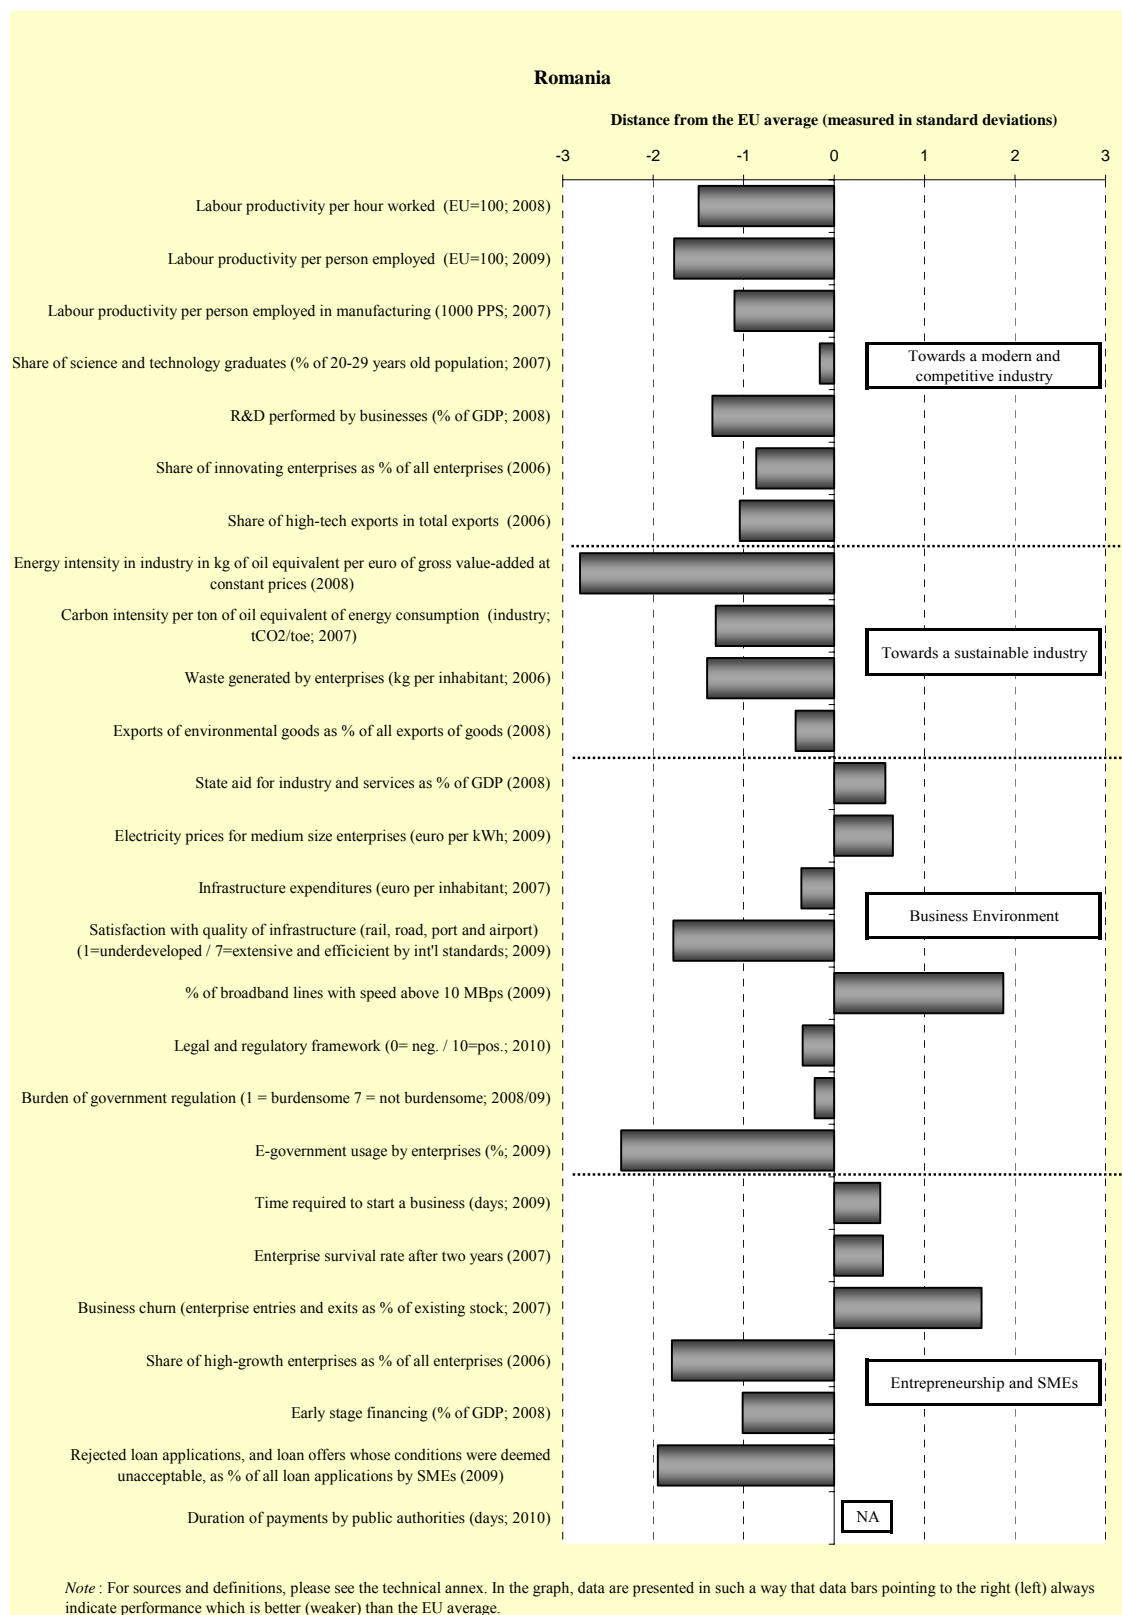 Romania
Distance from the EU average (measured in standard deviations)
-3 -2 -1 0 1 2 3
Labour productivity per hour worked (EU=100; 2008)
Labour productivity per person employed (EU=100; 2009)
Labour productivity per person employed in manufacturing (1000 PPS; 2007)
Share of science and technology graduates (% of 20-29 years old population; 2007)
Towards a modern and
competitive industry
R&D performed by businesses (% of GDP; 2008)
Share of innovating enterprises as % of all enterprises (2006)
Share of high-tech exports in total exports (2006)
Energy intensity in industry in kg of oil equivalent per euro of gross value-added at
constant prices (2008)
Carbon intensity per ton of oil equivalent of energy consumption (industry;
tCO2/toe; 2007)
Towards a sustainable industry
Waste generated by enterprises (kg per inhabitant; 2006)
Exports of environmental goods as % of all exports of goods (2008)
State aid for industry and services as % of GDP (2008)
Electricity prices for medium size enterprises (euro per kWh; 2009)
Infrastructure expenditures (euro per inhabitant; 2007)
Business Environment
Satisfaction with quality of infrastructure (rail, road, port and airport)
(1=underdeveloped / 7=extensive and efficicient by int'l standards; 2009)
% of broadband lines with speed above 10 MBps (2009)
Legal and regulatory framework (0= neg. / 10=pos.; 2010)
Burden of government regulation (1 = burdensome 7 = not burdensome; 2008/09)
E-government usage by enterprises (%; 2009)
Time required to start a business (days; 2009)
Enterprise survival rate after two years (2007)
Business churn (enterprise entries and exits as % of existing stock; 2007)
Share of high-growth enterprises as % of all enterprises (2006)
Entrepreneurship and SMEs
Early stage financing (% of GDP; 2008)
Rejected loan applications, and loan offers whose conditions were deemed
unacceptable, as % of all loan applications by SMEs (2009)
Duration of payments by public authorities (days; 2010)
NA
Note : For sources and definitions, please see the technical annex. In the graph, data are presented in such a way that data bars pointing to the right (left) always
indicate performance which is better (weaker) than the EU average.